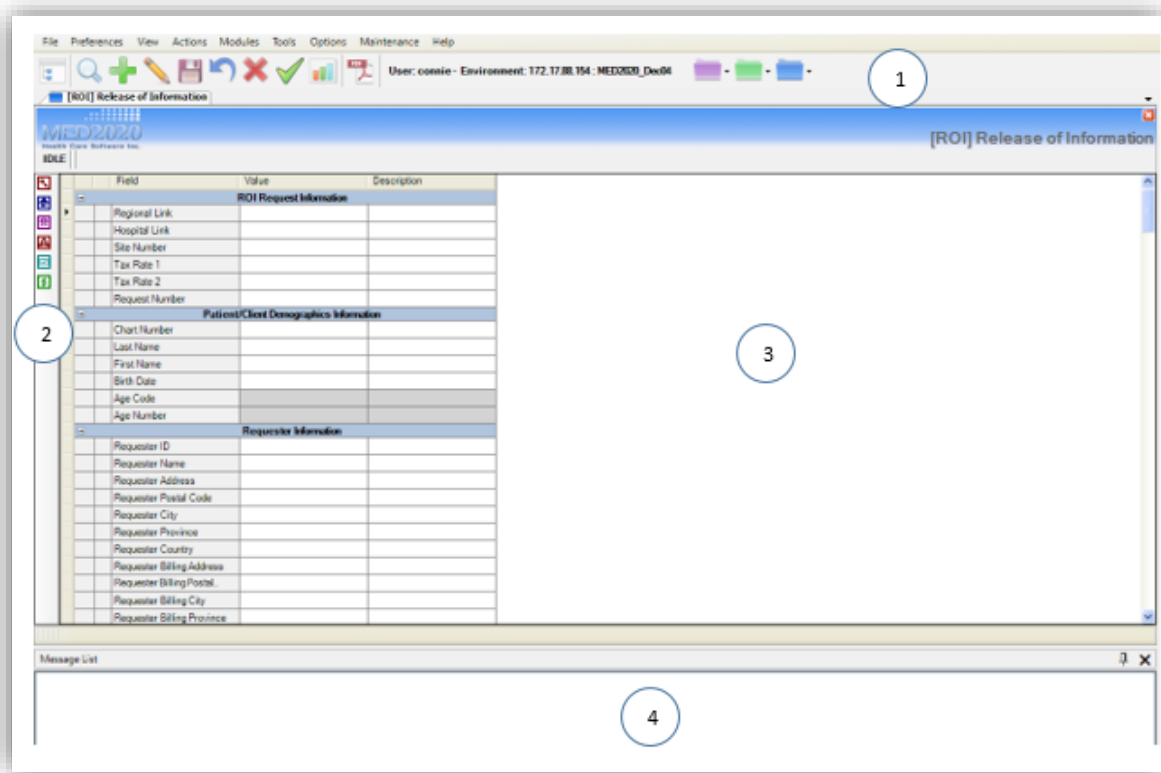 File Preferences View Actions Modules Tools Options Maintenance Help
User: connie - Environment: 172.17.88.154 : MED2020_Dec04
1
[ROI] Release of Information
MED2020
Health Care Software Inc.
[ROI] Release of Information
IDLE
Field Value Description
ROI Request Information
Regional Link
Hospital Link
Site Number
Tax Rate 1
Tax Rate 2
Request Number
Patient/Client Demographics Information
2
Chart Number
Last Name
3
First Name
Birth Date
Age Code
Age Number
Requester Information
Requester ID
Requester Name
Requester Address
Requester Postal Code
Requester City
Requester Province
Requester Country
Requester Billing Address
Requester Billing Postal..
Requester Billing City
Requester Billing Province
Message List
4